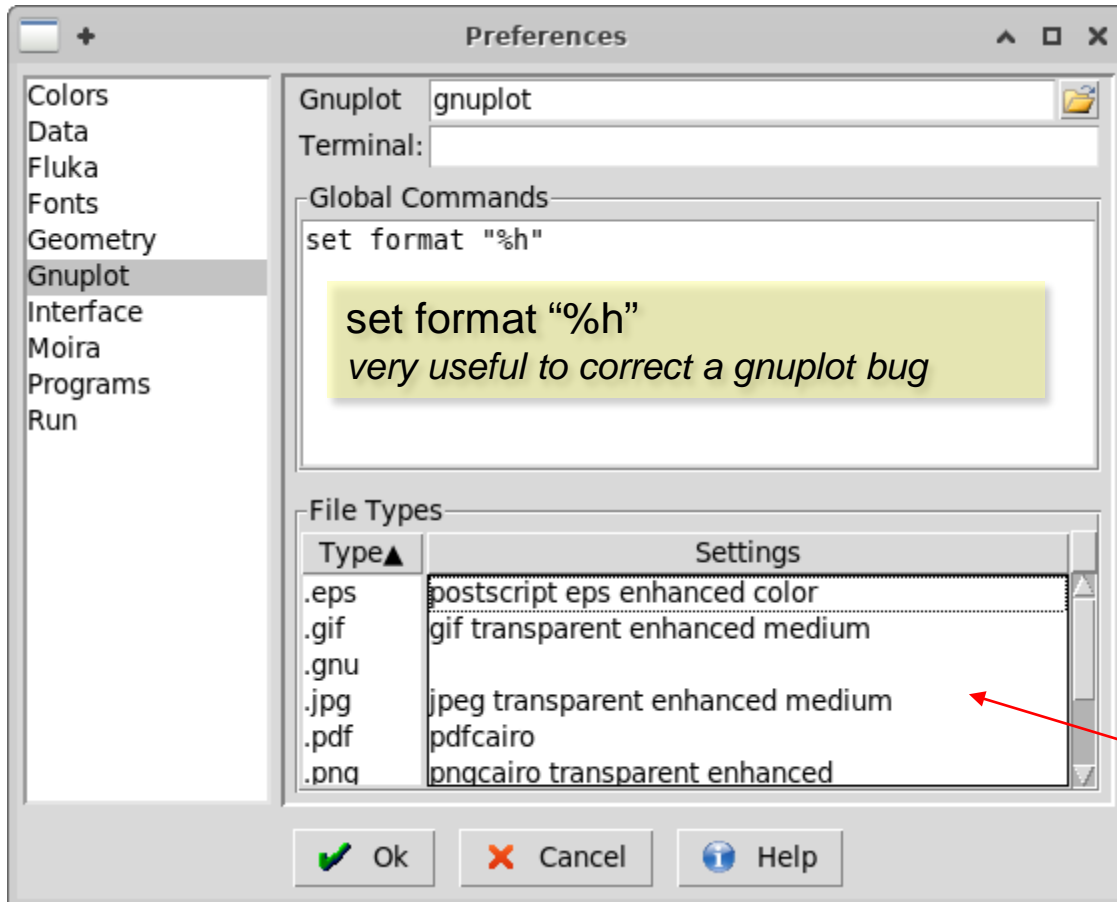 Preferences
Colors
Data
Fluka
Fonts
Geometry
Gnuplot
Interface
Moira
Programs
Run
Gnuplot gnuplot
Terminal:
Global Commands
set format "%h"
set format “%h”
very useful to correct a gnuplot bug
File Types
Type▲ Settings
.eps postscript eps enhanced color
.gif gif transparent enhanced medium
.gnu
.jpg jpeg transparent enhanced medium
.pdf pdfcairo
.png pngcairo transparent enhanced
Ok Cancel Help